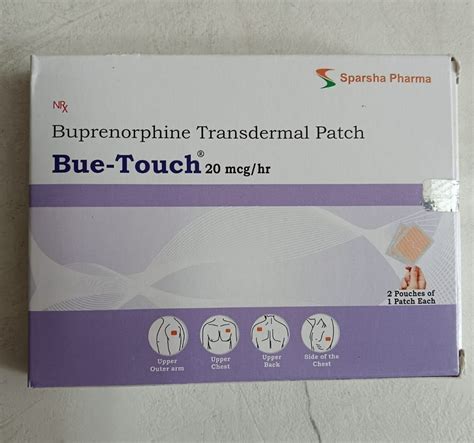 Sparsha Pharma
NRx
Buprenorphine Transdermal Patch
Bue-Touch® 20 mcg/hr
2 Pouches of
1 Patch Each
Upper
Outer arm
Upper
Chest
Upper
Back
Side of the
Chest